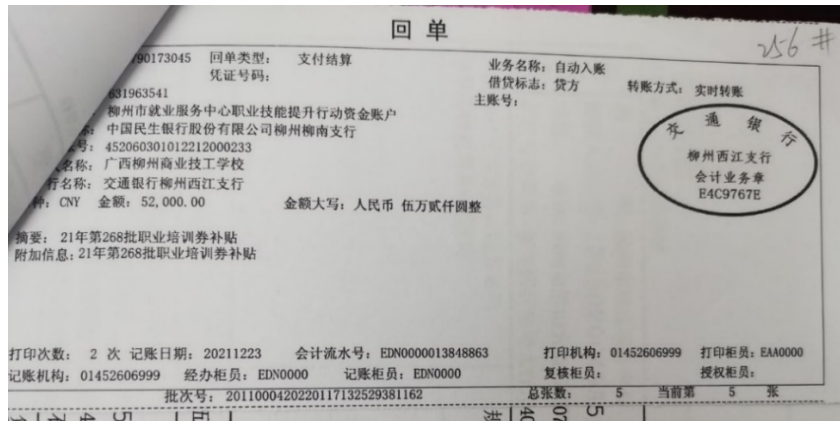 回单
256 #
790173045 回单类型: 支付结算 业务名称: 自动入账
凭证号码: 借贷标志: 贷方 转账方式: 实时转账
631963541 主账号:
柳州市就业服务中心职业技能提升行动资金账户
中国民生银行股份有限公司柳州柳南支行
号: 452060301012212000233
名称: 广西柳州商业技工学校
行名称: 交通银行柳州西江支行
种: CNY 金额: 52,000.00 金额大写: 人民币 伍万贰仟圆整
交通银行
柳州西江支行
会计业务章
E4C9767E
摘要: 21年第268批职业培训券补贴
附加信息: 21年第268批职业培训券补贴
打印次数: 2 次 记账日期: 20211223 会计流水号: EDN0000013848863 打印机构: 01452606999 打印柜员: EAA0000
记账机构: 01452606999 经办柜员: EDN0000 记账柜员: EDN0000 复核柜员: 授权柜员:
批次号: 2011000420220117132529381162 总张数: 5 当前第 5 张